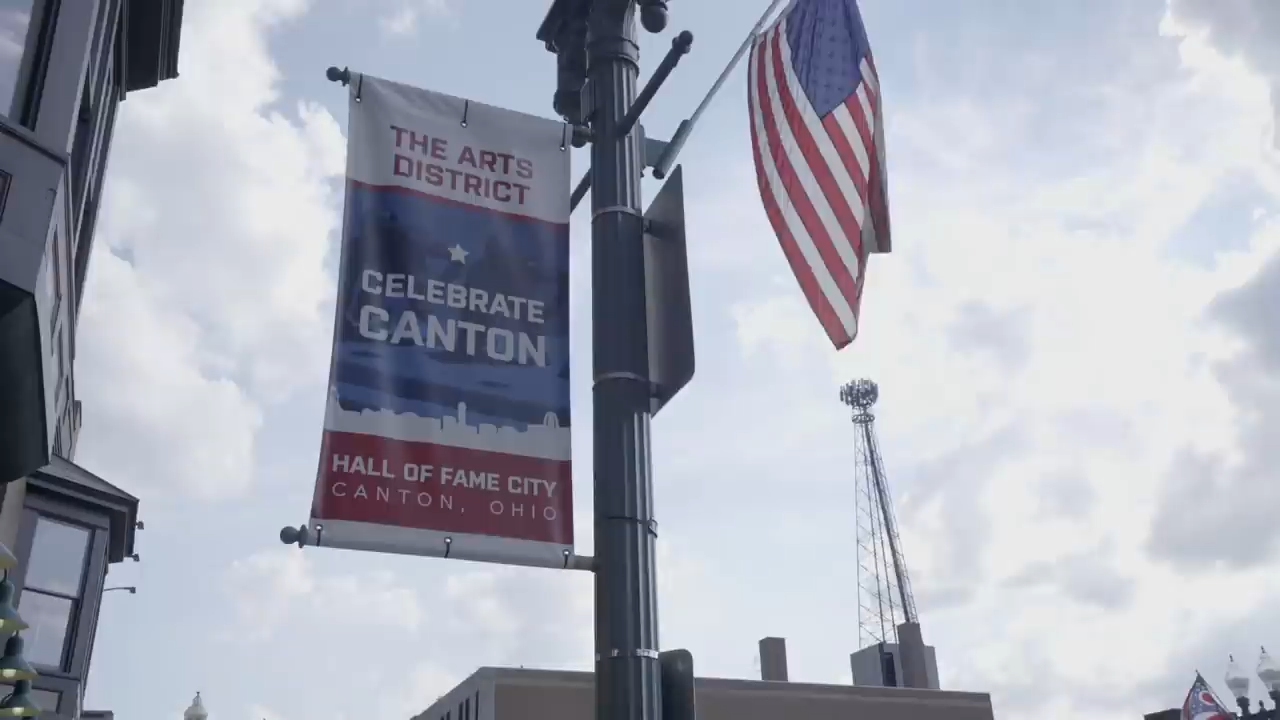 THE ARTS
DISTRICT
CELEBRATE
CANTON
HALL OF FAME CITY
CANTON, OHIO